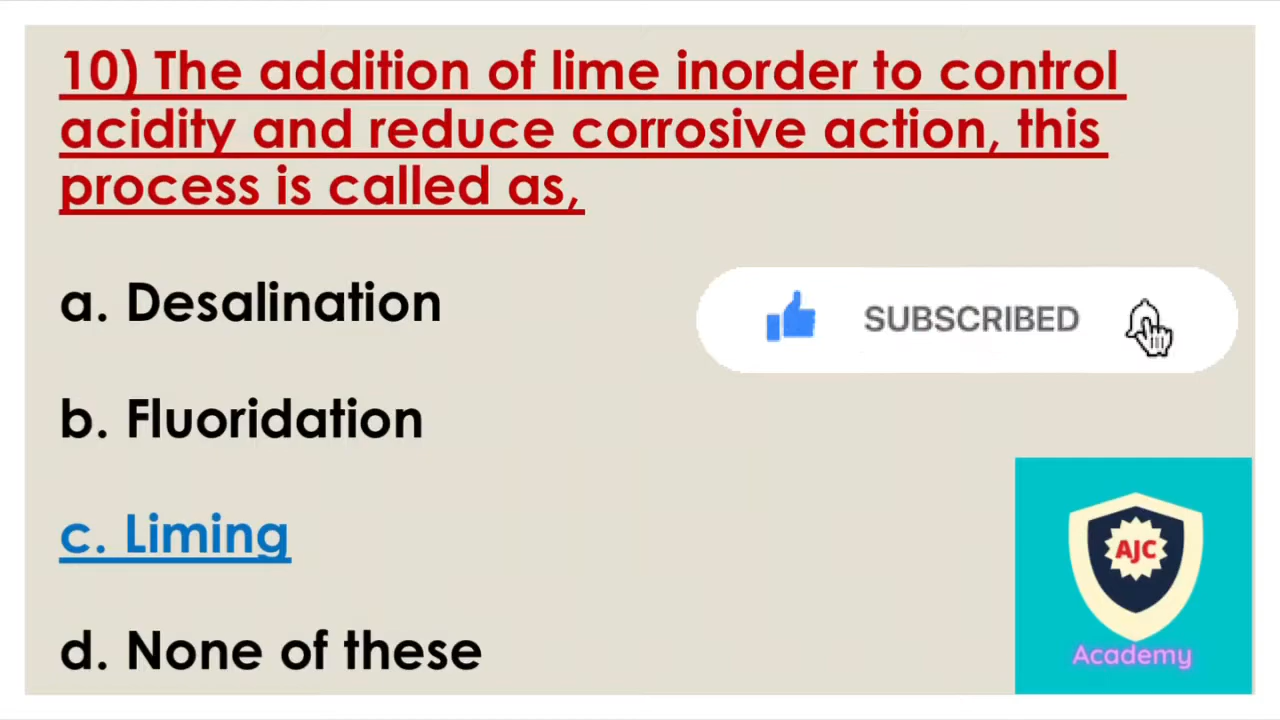 10) The addition of lime inorder to control
acidity and reduce corrosive action, this
process is called as,
a. Desalination
SUBSCRIBED
b. Fluoridation
c. Liming
AJC
Academy
d. None of these